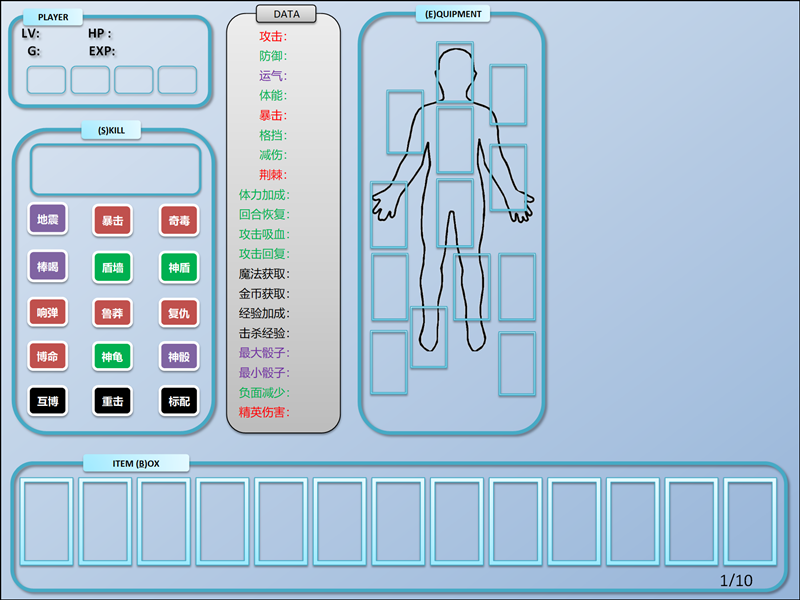 PLAYER
LV: HP :
G: EXP:
(S)KILL
地震 暴击 奇毒
棒喝 盾墙 神盾
响弹 鲁莽 复仇
博命 神龟 神骰
互博 重击 标配
DATA
攻击:
防御:
运气:
体能:
暴击:
格挡:
减伤:
荆棘:
体力加成:
回合恢复:
攻击吸血:
攻击回复:
魔法获取:
金币获取:
经验加成:
击杀经验:
最大骰子:
最小骰子:
负面减少:
精英伤害:
(E)QUIPMENT
ITEM (B)OX
1/10